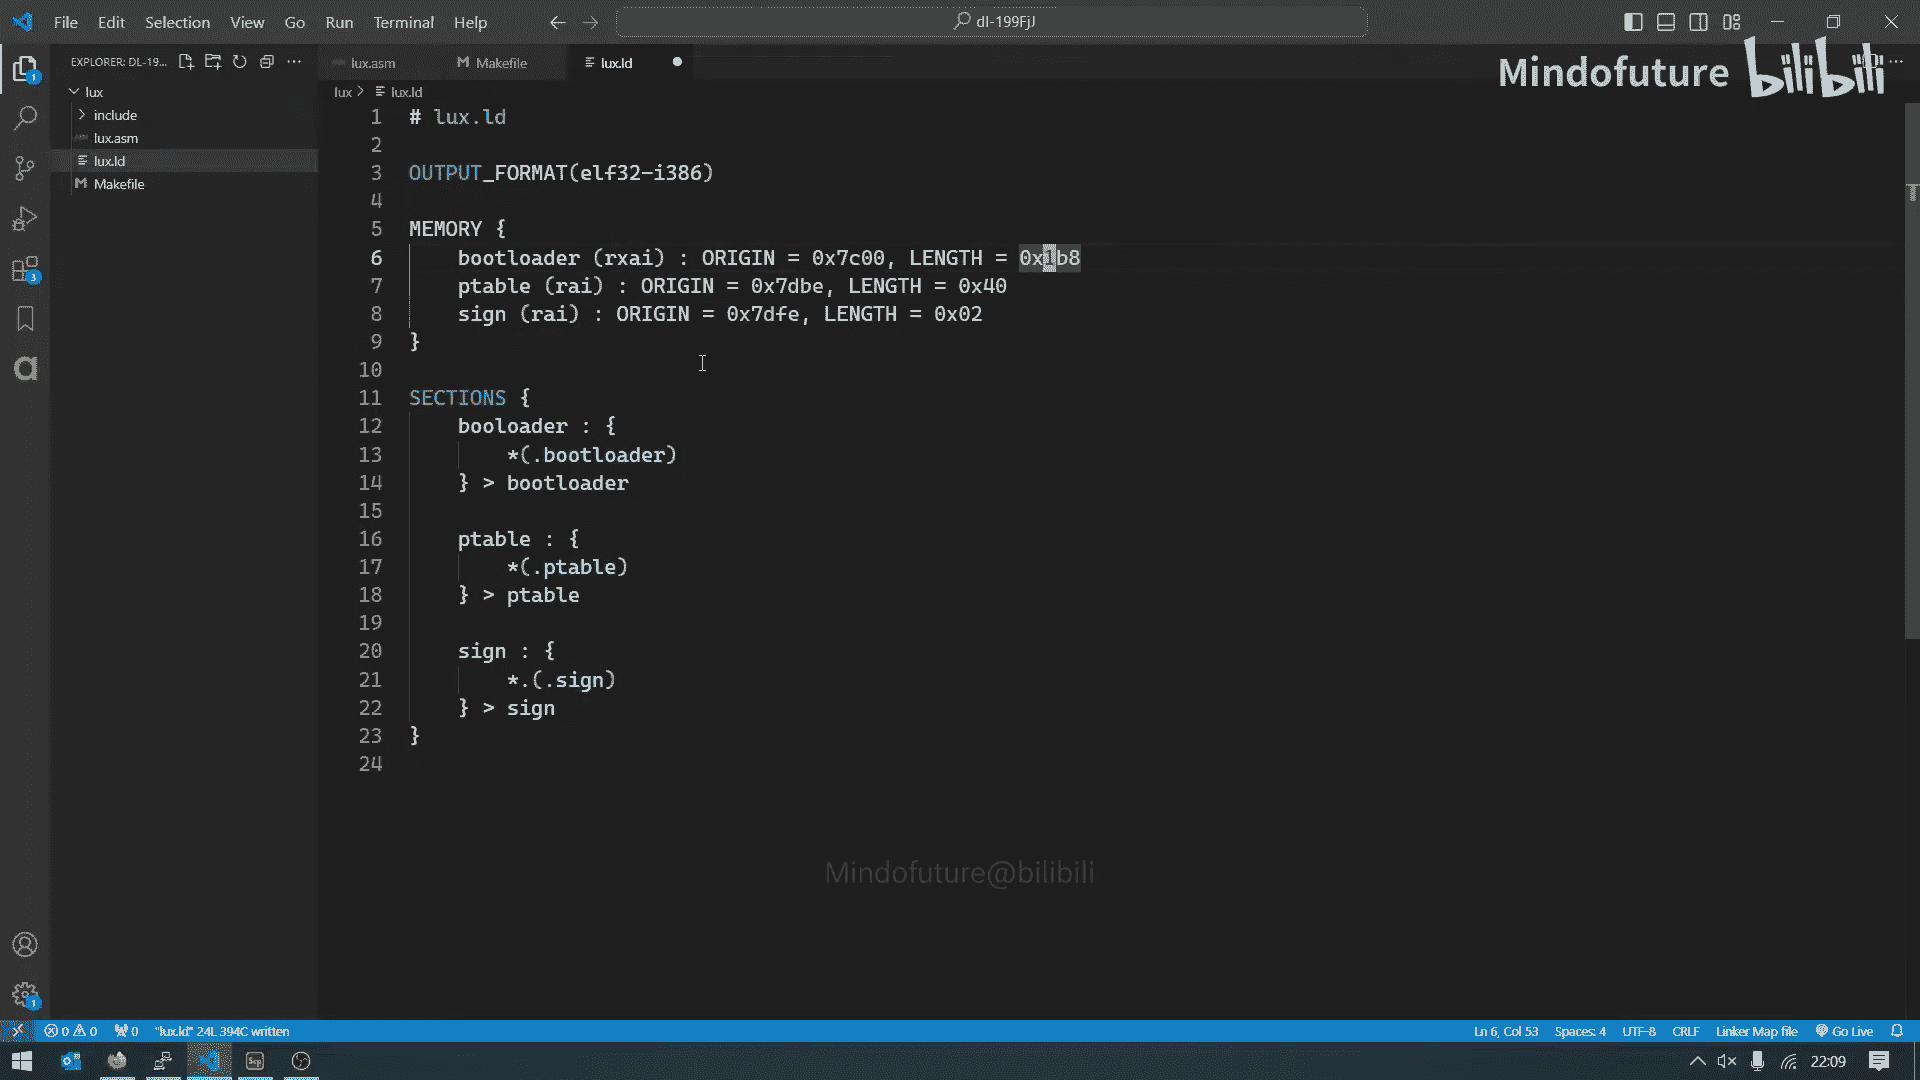 File Edit Selection View Go Run Terminal Help
dl-199FjJ
EXPLORER: DL-19...
lux.asm
Makefile
lux.ld
Mindofuture bilibili
lux > lux.ld
lux
include
lux.asm
lux.ld
Makefile
1 # lux.ld
2
3 OUTPUT_FORMAT(elf32-i386)
4
5 MEMORY {
6 bootloader (rxai) : ORIGIN = 0x7c00, LENGTH = 0x1b8
7 ptable (rai) : ORIGIN = 0x7dbe, LENGTH = 0x40
8 sign (rai) : ORIGIN = 0x7dfe, LENGTH = 0x02
9 }
10
11 SECTIONS {
12 booloader : {
13 *(.bootloader)
14 } > bootloader
15
16 ptable : {
17 *(.ptable)
18 } > ptable
19
20 sign : {
21 *.(.sign)
22 } > sign
23 }
24
Mindofuture@bilibili
0 0 0 "lux.ld" 24L 394C written
Ln 6, Col 53 Spaces: 4 UTF-8 CRLF Linker Map file Go Live
22:09